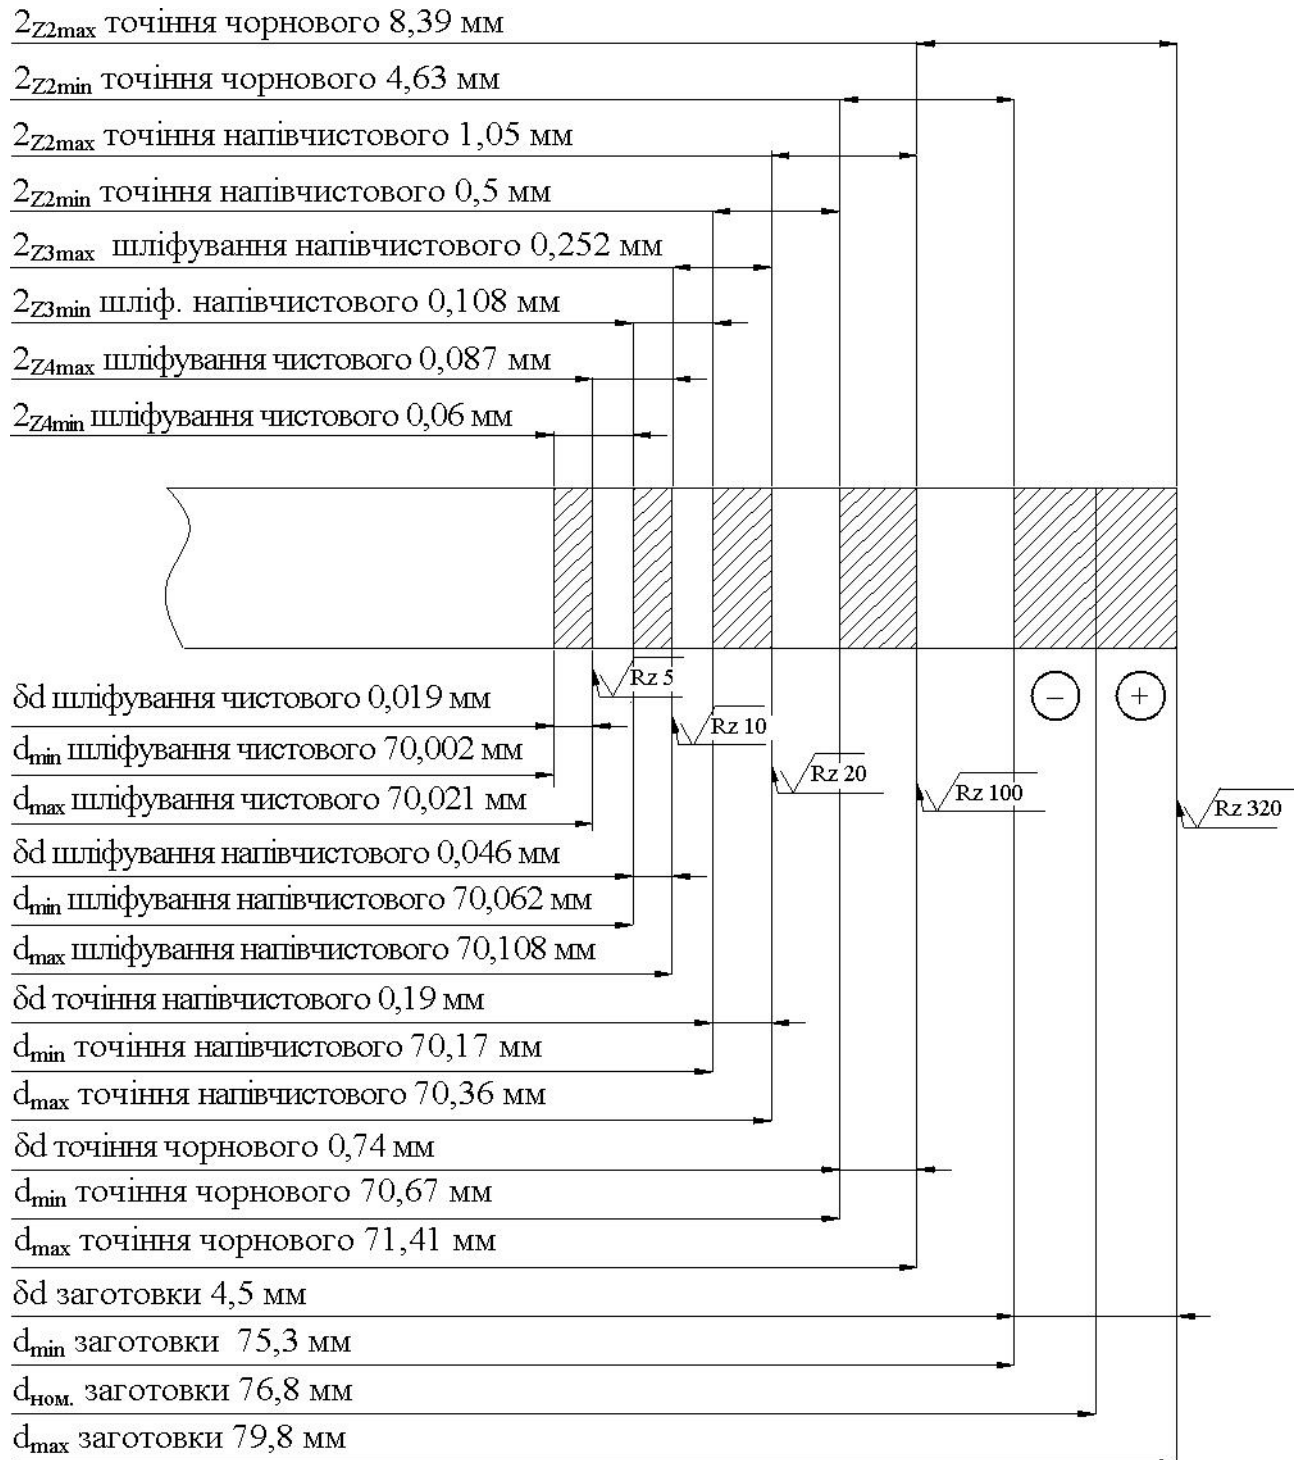 2Z2max точіння чорнового 8,39 мм
2Z2min точіння чорнового 4,63 мм
2Z2max точіння напівчистового 1,05 мм
2Z2min точіння напівчистового 0,5 мм
2Z3max шліфування напівчистового 0,252 мм
2Z3min шліф. напівчистового 0,108 мм
2Z4max шліфування чистового 0,087 мм
2Z4min шліфування чистового 0,06 мм
Rz 5
− +
δd шліфування чистового 0,019 мм
Rz 10
dmin шліфування чистового 70,002 мм
Rz 20
Rz 100
dmax шліфування чистового 70,021 мм
Rz 320
δd шліфування напівчистового 0,046 мм
dmin шліфування напівчистового 70,062 мм
dmax шліфування напівчистового 70,108 мм
δd точіння напівчистового 0,19 мм
dmin точіння напівчистового 70,17 мм
dmax точіння напівчистового 70,36 мм
δd точіння чорнового 0,74 мм
dmin точіння чорнового 70,67 мм
dmax точіння чорнового 71,41 мм
δd заготовки 4,5 мм
dmin заготовки 75,3 мм
dном. заготовки 76,8 мм
dmax заготовки 79,8 мм